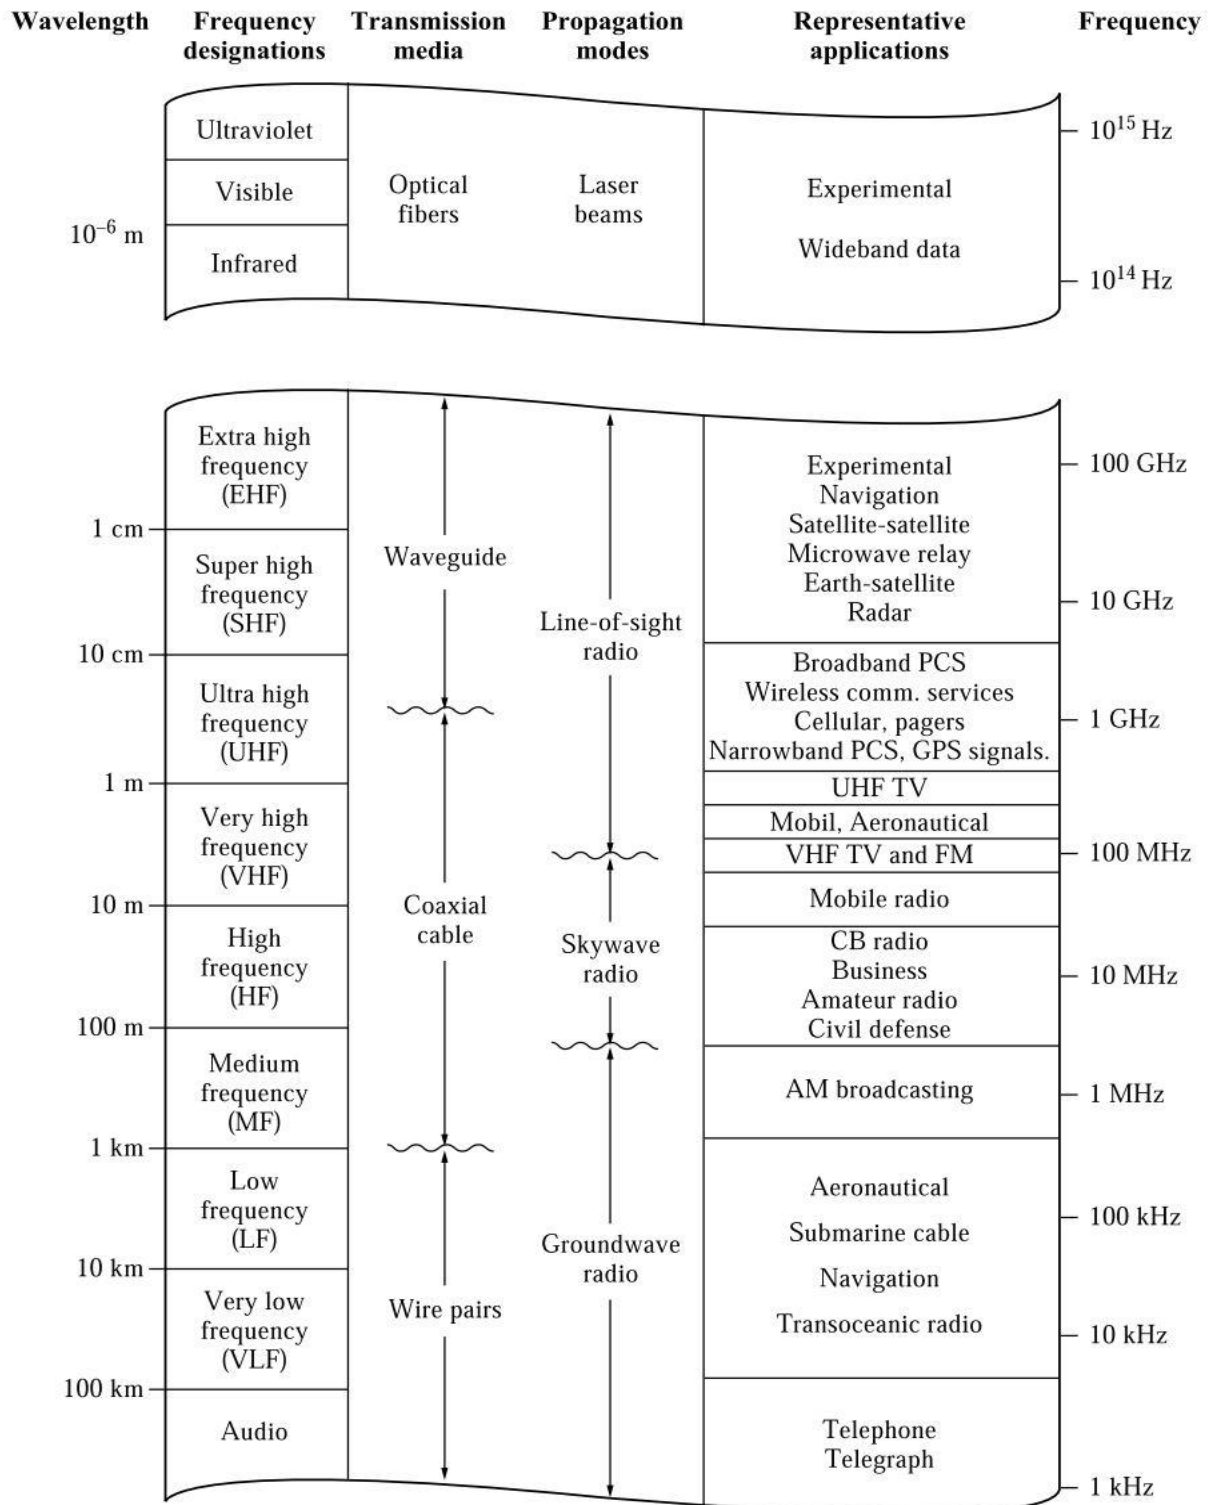 Wavelength
Frequency
designations
Transmission
media
Propagation
modes
Representative
applications
Frequency
Ultraviolet
Visible
Infrared
10⁻⁶ m
Optical
fibers
Laser
beams
Experimental
Wideband data
10¹⁵ Hz
10¹⁴ Hz
Extra high
frequency
(EHF)
1 cm
Super high
frequency
(SHF)
10 cm
Ultra high
frequency
(UHF)
1 m
Very high
frequency
(VHF)
10 m
High
frequency
(HF)
100 m
Medium
frequency
(MF)
1 km
Low
frequency
(LF)
10 km
Very low
frequency
(VLF)
100 km
Audio
Waveguide
Coaxial
cable
Wire pairs
Line-of-sight
radio
Skywave
radio
Groundwave
radio
Experimental
Navigation
Satellite-satellite
Microwave relay
Earth-satellite
Radar
Broadband PCS
Wireless comm. services
Cellular, pagers
Narrowband PCS, GPS signals.
UHF TV
Mobil, Aeronautical
VHF TV and FM
Mobile radio
CB radio
Business
Amateur radio
Civil defense
AM broadcasting
Aeronautical
Submarine cable
Navigation
Transoceanic radio
Telephone
Telegraph
100 GHz
10 GHz
1 GHz
100 MHz
10 MHz
1 MHz
100 kHz
10 kHz
1 kHz